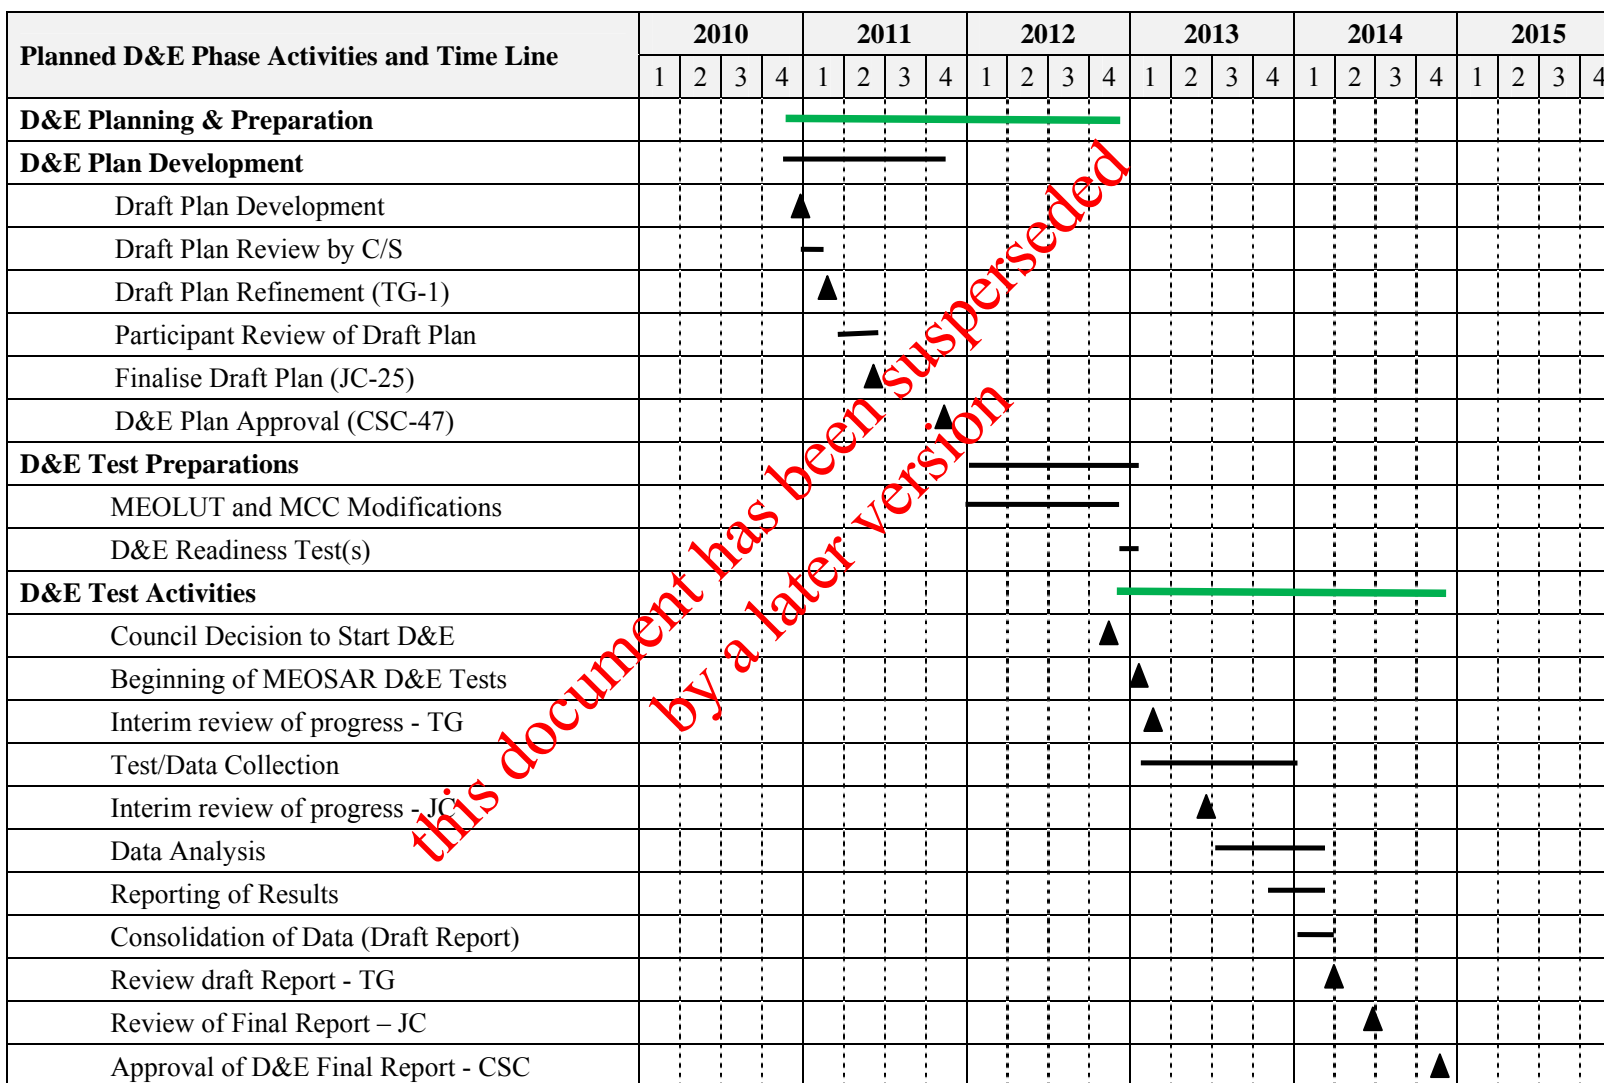 Planned D&E Phase Activities and Time Line 2010 2011 2012 2013 2014 2015
1 2 3 4 1 2 3 4 1 2 3 4 1 2 3 4 1 2 3 4 1 2 3 4
D&E Planning & Preparation
D&E Plan Development
Draft Plan Development
Draft Plan Review by C/S
Draft Plan Refinement (TG-1)
Participant Review of Draft Plan
Finalise Draft Plan (JC-25)
D&E Plan Approval (CSC-47)
D&E Test Preparations
MEOLUT and MCC Modifications
D&E Readiness Test(s)
D&E Test Activities
Council Decision to Start D&E
Beginning of MEOSAR D&E Tests
Interim review of progress - TG
Test/Data Collection
Interim review of progress - JC
Data Analysis
Reporting of Results
Consolidation of Data (Draft Report)
Review draft Report - TG
Review of Final Report – JC
Approval of D&E Final Report - CSC
this document has been susperseded
by a later version